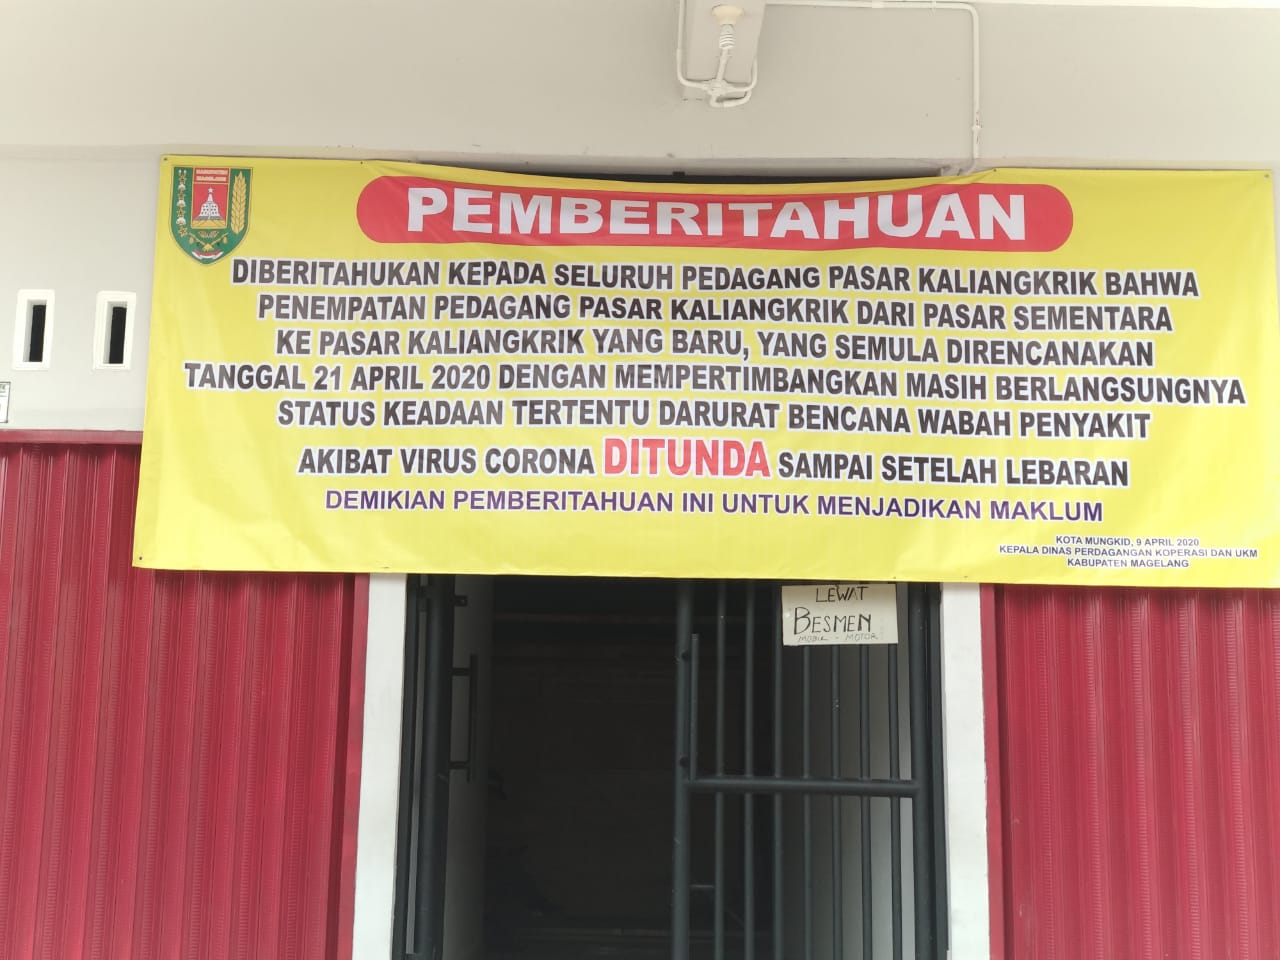 KABUPATEN
MAGELANG
PEMBERITAHUAN
DIBERITAHUKAN KEPADA SELURUH PEDAGANG PASAR KALIANGKRIK BAHWA
PENEMPATAN PEDAGANG PASAR KALIANGKRIK DARI PASAR SEMENTARA
KE PASAR KALIANGKRIK YANG BARU, YANG SEMULA DIRENCANAKAN
TANGGAL 21 APRIL 2020 DENGAN MEMPERTIMBANGKAN MASIH BERLANGSUNGNYA
STATUS KEADAAN TERTENTU DARURAT BENCANA WABAH PENYAKIT
AKIBAT VIRUS CORONA DITUNDA SAMPAI SETELAH LEBARAN
DEMIKIAN PEMBERITAHUAN INI UNTUK MENJADIKAN MAKLUM
KOTA MUNGKID, 9 APRIL 2020
KEPALA DINAS PERDAGANGAN KOPERASI DAN UKM
KABUPATEN MAGELANG
LEWAT
BESMEN
MOBIL - MOTOR